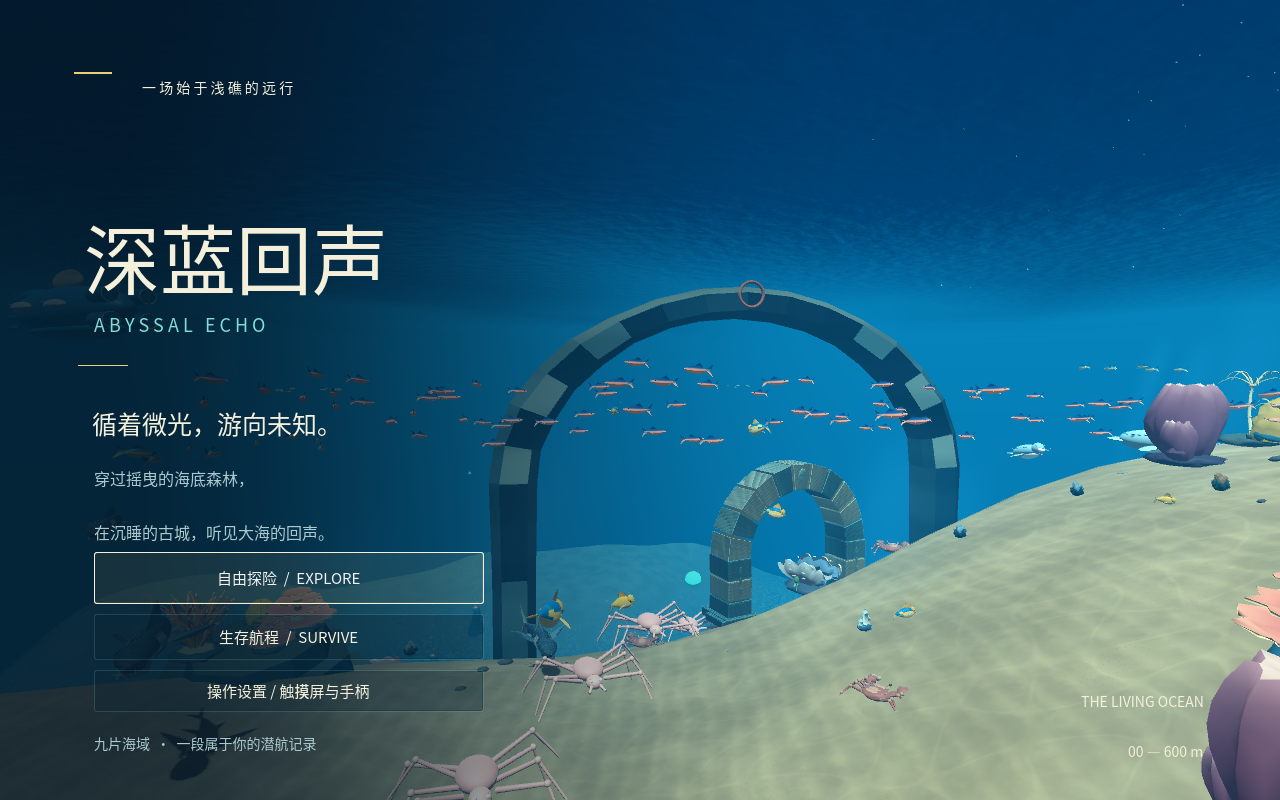 一场始于浅礁的远行
深蓝回声
ABYSSAL ECHO
循着微光，游向未知。
穿过摇曳的海底森林，
在沉睡的古城，听见大海的回声。
自由探险 / EXPLORE
生存航程 / SURVIVE
操作设置 / 触摸屏与手柄
九片海域 · 一段属于你的潜航记录
THE LIVING OCEAN
00 — 600 m